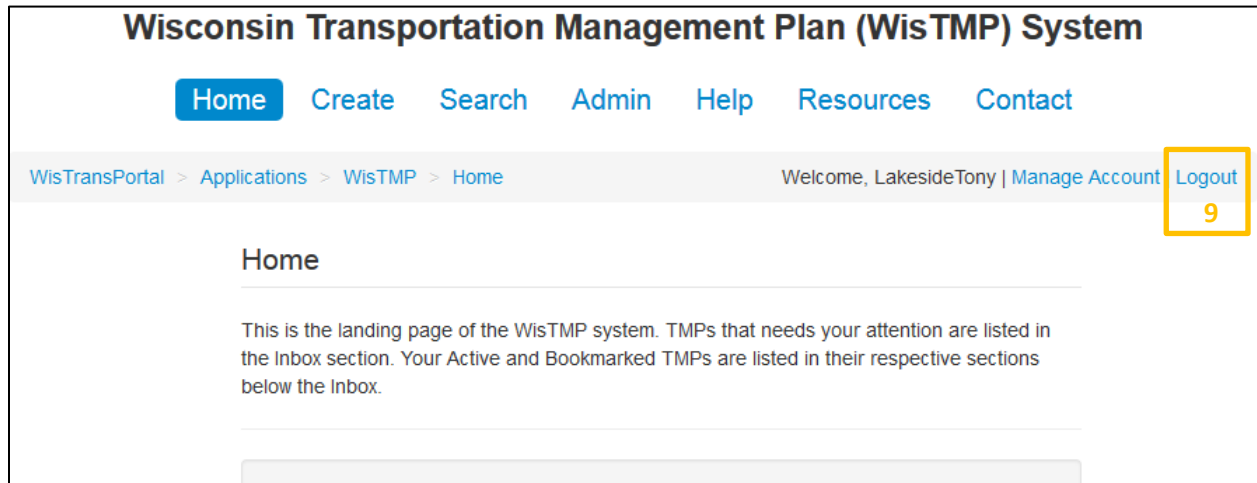 Wisconsin Transportation Management Plan (WisTMP) System
Home Create Search Admin Help Resources Contact
WisTransPortal > Applications > WisTMP > Home Welcome, LakesideTony | Manage Account Logout
9
Home
This is the landing page of the WisTMP system. TMPs that needs your attention are listed in
the Inbox section. Your Active and Bookmarked TMPs are listed in their respective sections
below the Inbox.